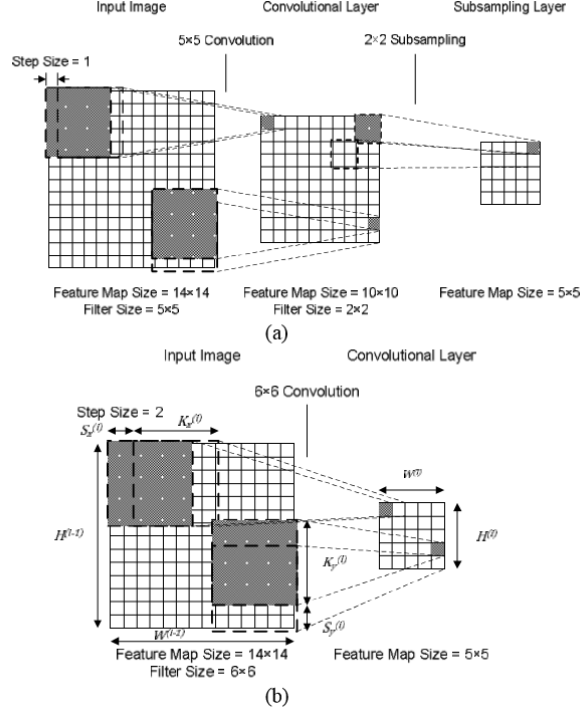 Input Image
Convolutional Layer
Subsampling Layer
5×5 Convolution
2×2 Subsampling
Step Size = 1
Feature Map Size = 14×14
Filter Size = 5×5
Feature Map Size = 10×10
Filter Size = 2×2
Feature Map Size = 5×5
(a)
Input Image
Convolutional Layer
6×6 Convolution
Step Size = 2
Sₓ⁽ˡ⁾
Kₓ⁽ˡ⁾
W⁽ˡ⁾
H⁽ˡ⁻¹⁾
H⁽ˡ⁾
K_y⁽ˡ⁾
S_y⁽ˡ⁾
W⁽ˡ⁻¹⁾
Feature Map Size = 14×14
Filter Size = 6×6
Feature Map Size = 5×5
(b)